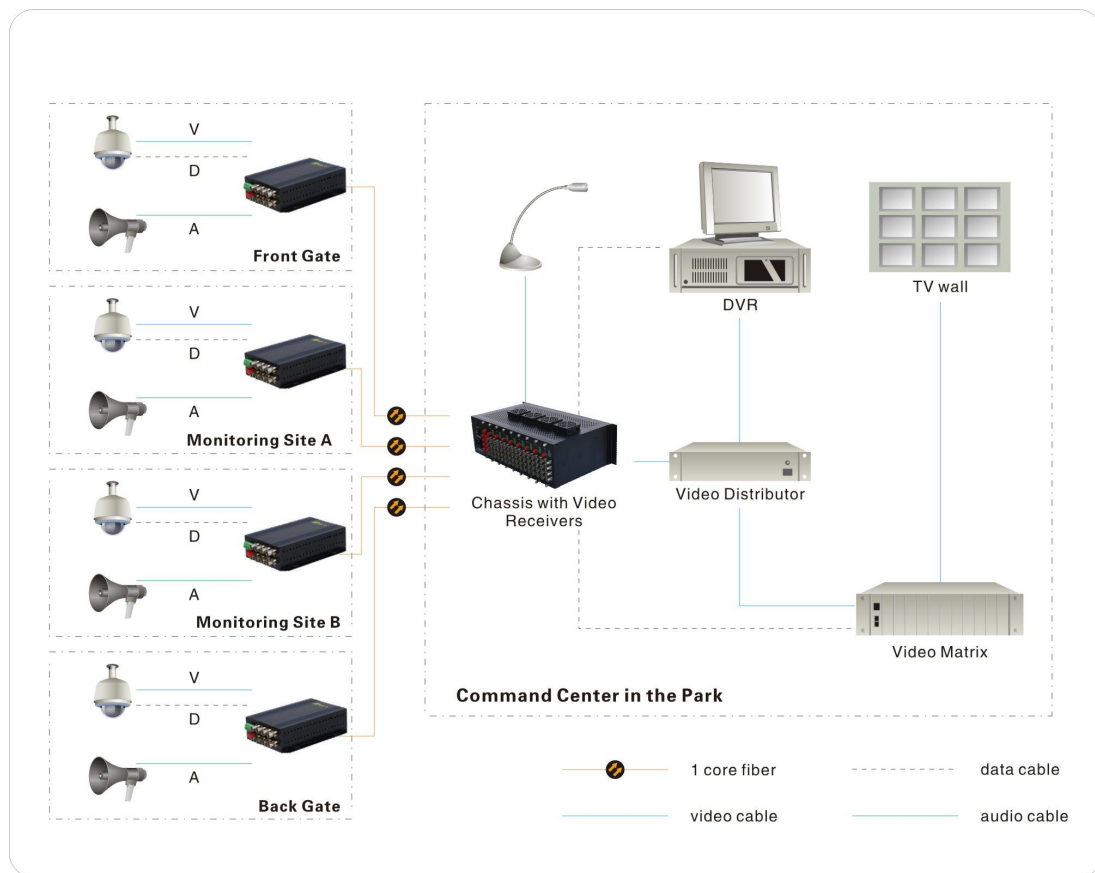 V
D
A
Front Gate
V
D
A
Monitoring Site A
V
D
A
Monitoring Site B
V
D
A
Back Gate
DVR
TV wall
Chassis with Video
Receivers
Video Distributor
Video Matrix
Command Center in the Park
1 core fiber
data cable
video cable
audio cable